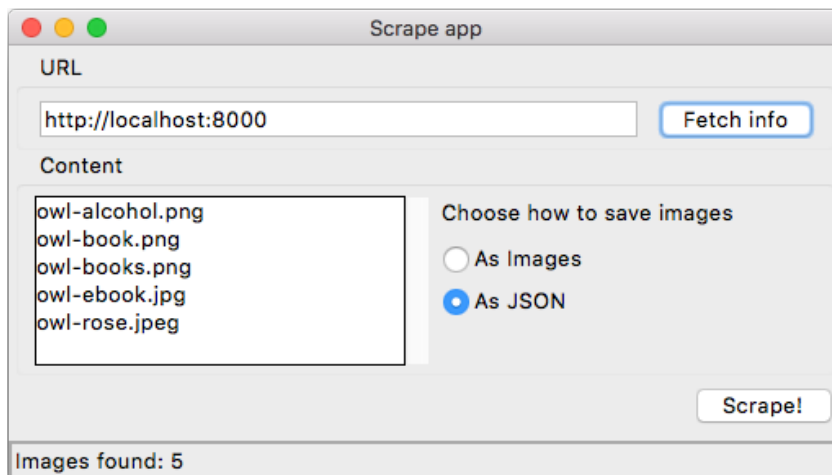 Scrape app
URL
http://localhost:8000
Fetch info
Content
owl-alcohol.png
owl-book.png
owl-books.png
owl-ebook.jpg
owl-rose.jpeg
Choose how to save images
As Images
As JSON
Scrape!
Images found: 5